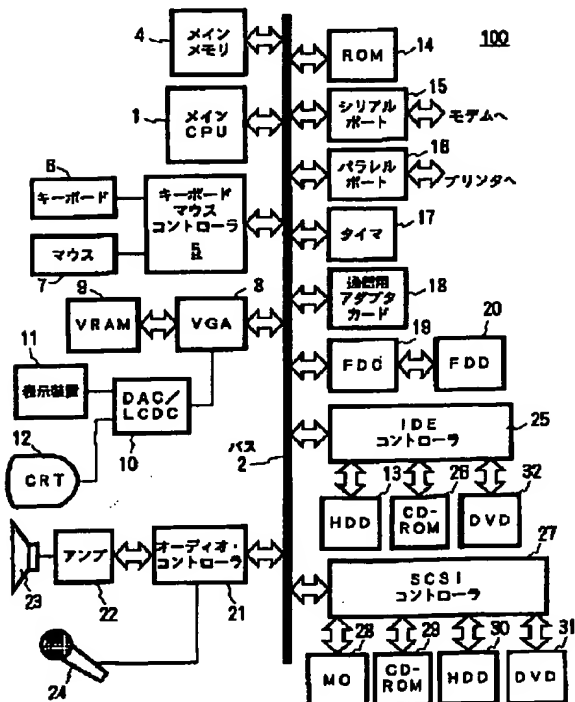 4
メイン
メモリ
1
メイン
CPU
6
キーボード
マウス
7
キーボード
マウス
コントローラ
5
9
VRAM
8
VGA
11
表示装置
DAC/
LCDC
10
12
CRT
バス
2
23
アンプ
22
オーディオ・
コントローラ
21
24
100
ROM
14
15
シリアル
ポート
モデムへ
16
パラレル
ポート
プリンタへ
タイマ
17
通信用
アダプタ
カード
18
19
FDC
20
FDD
IDE
コントローラ
25
13
HDD
26
CD-
ROM
32
DVD
27
SCSI
コントローラ
28
MO
29
CD-
ROM
30
HDD
31
DVD